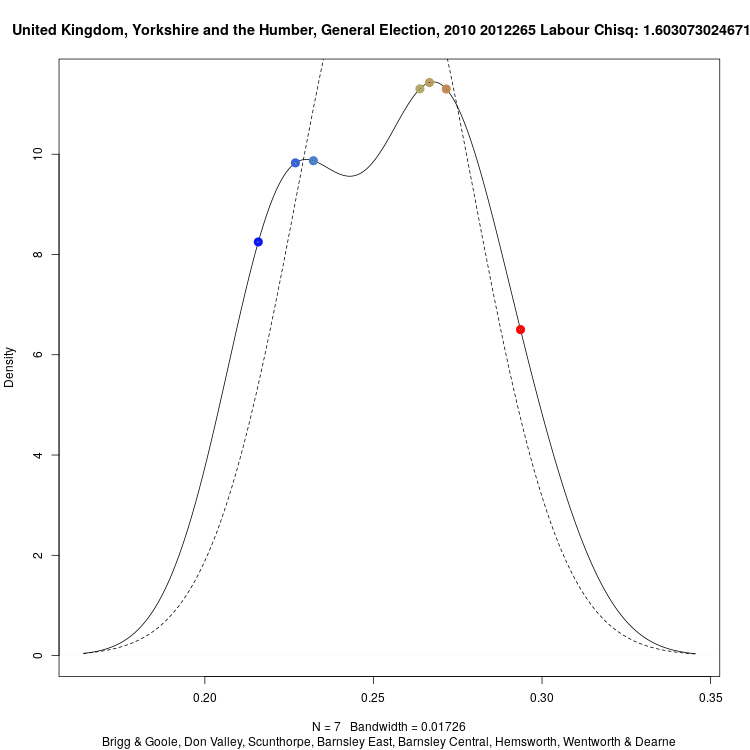 United Kingdom, Yorkshire and the Humber, General Election, 2010 2012265 Labour Chisq: 1.603073024671
Density
10
8
6
4
2
0
0.20 0.25 0.30 0.35
N = 7 Bandwidth = 0.01726
Brigg & Goole, Don Valley, Scunthorpe, Barnsley East, Barnsley Central, Hemsworth, Wentworth & Dearne